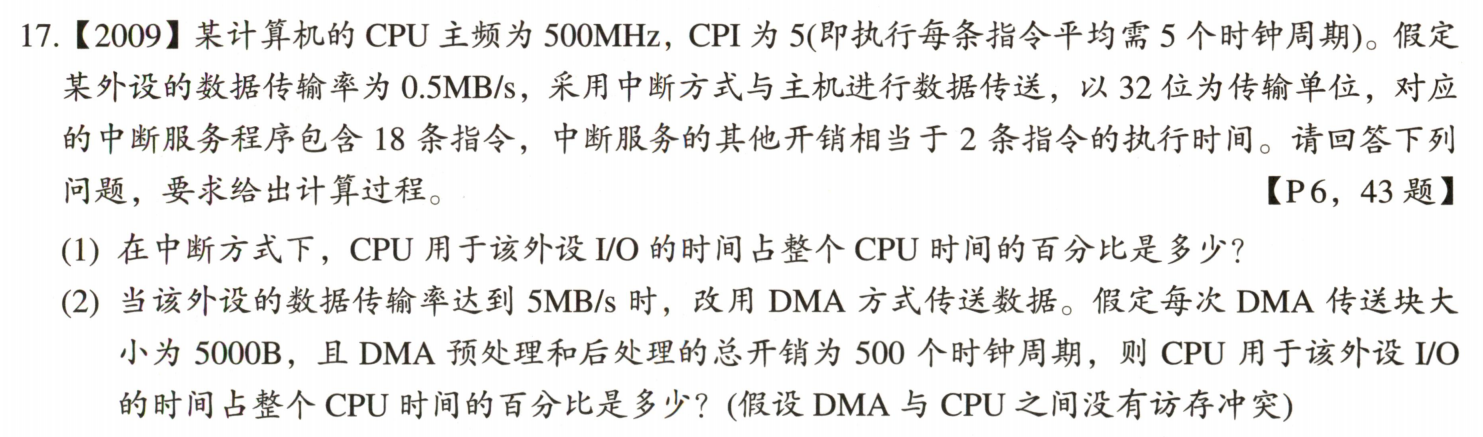 17.【2009】某计算机的 CPU 主频为 500MHz，CPI 为 5(即执行每条指令平均需 5 个时钟周期)。假定
某外设的数据传输率为 0.5MB/s，采用中断方式与主机进行数据传送，以 32 位为传输单位，对应
的中断服务程序包含 18 条指令，中断服务的其他开销相当于 2 条指令的执行时间。请回答下列
问题，要求给出计算过程。 【P6，43 题】
(1) 在中断方式下，CPU 用于该外设 I/O 的时间占整个 CPU 时间的百分比是多少?
(2) 当该外设的数据传输率达到 5MB/s 时，改用 DMA 方式传送数据。假定每次 DMA 传送块大
小为 5000B，且 DMA 预处理和后处理的总开销为 500 个时钟周期，则 CPU 用于该外设 I/O
的时间占整个 CPU 时间的百分比是多少? (假设 DMA 与 CPU 之间没有访存冲突)